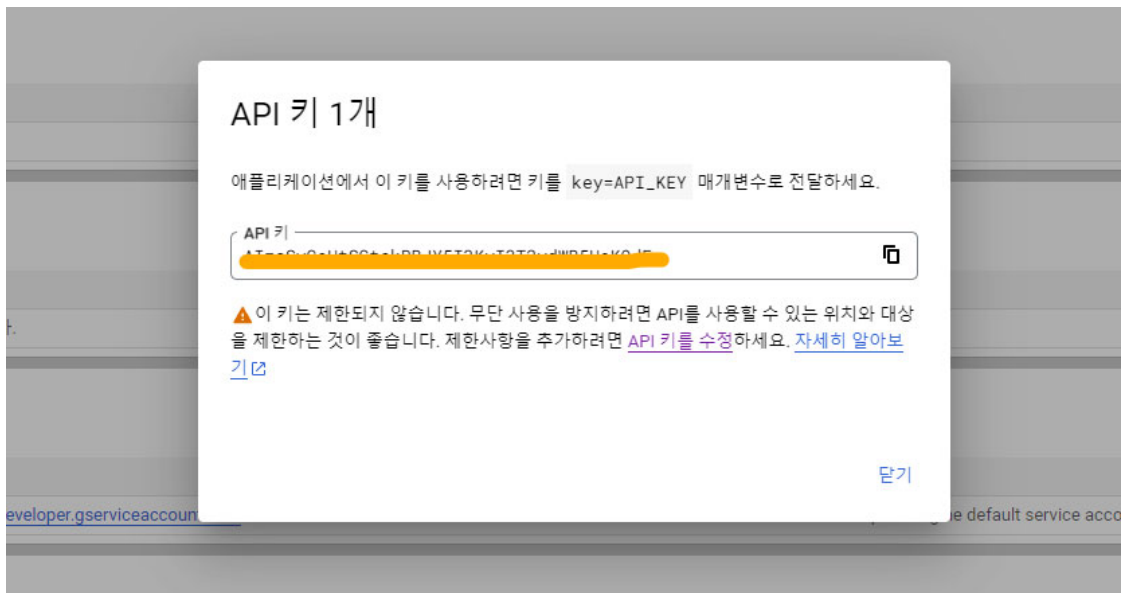 API 키 1개
애플리케이션에서 이 키를 사용하려면 키를 key=API_KEY 매개변수로 전달하세요.
API 키
이 키는 제한되지 않습니다. 무단 사용을 방지하려면 API를 사용할 수 있는 위치와 대상
을 제한하는 것이 좋습니다. 제한사항을 추가하려면 API 키를 수정하세요. 자세히 알아보
기
닫기
default service